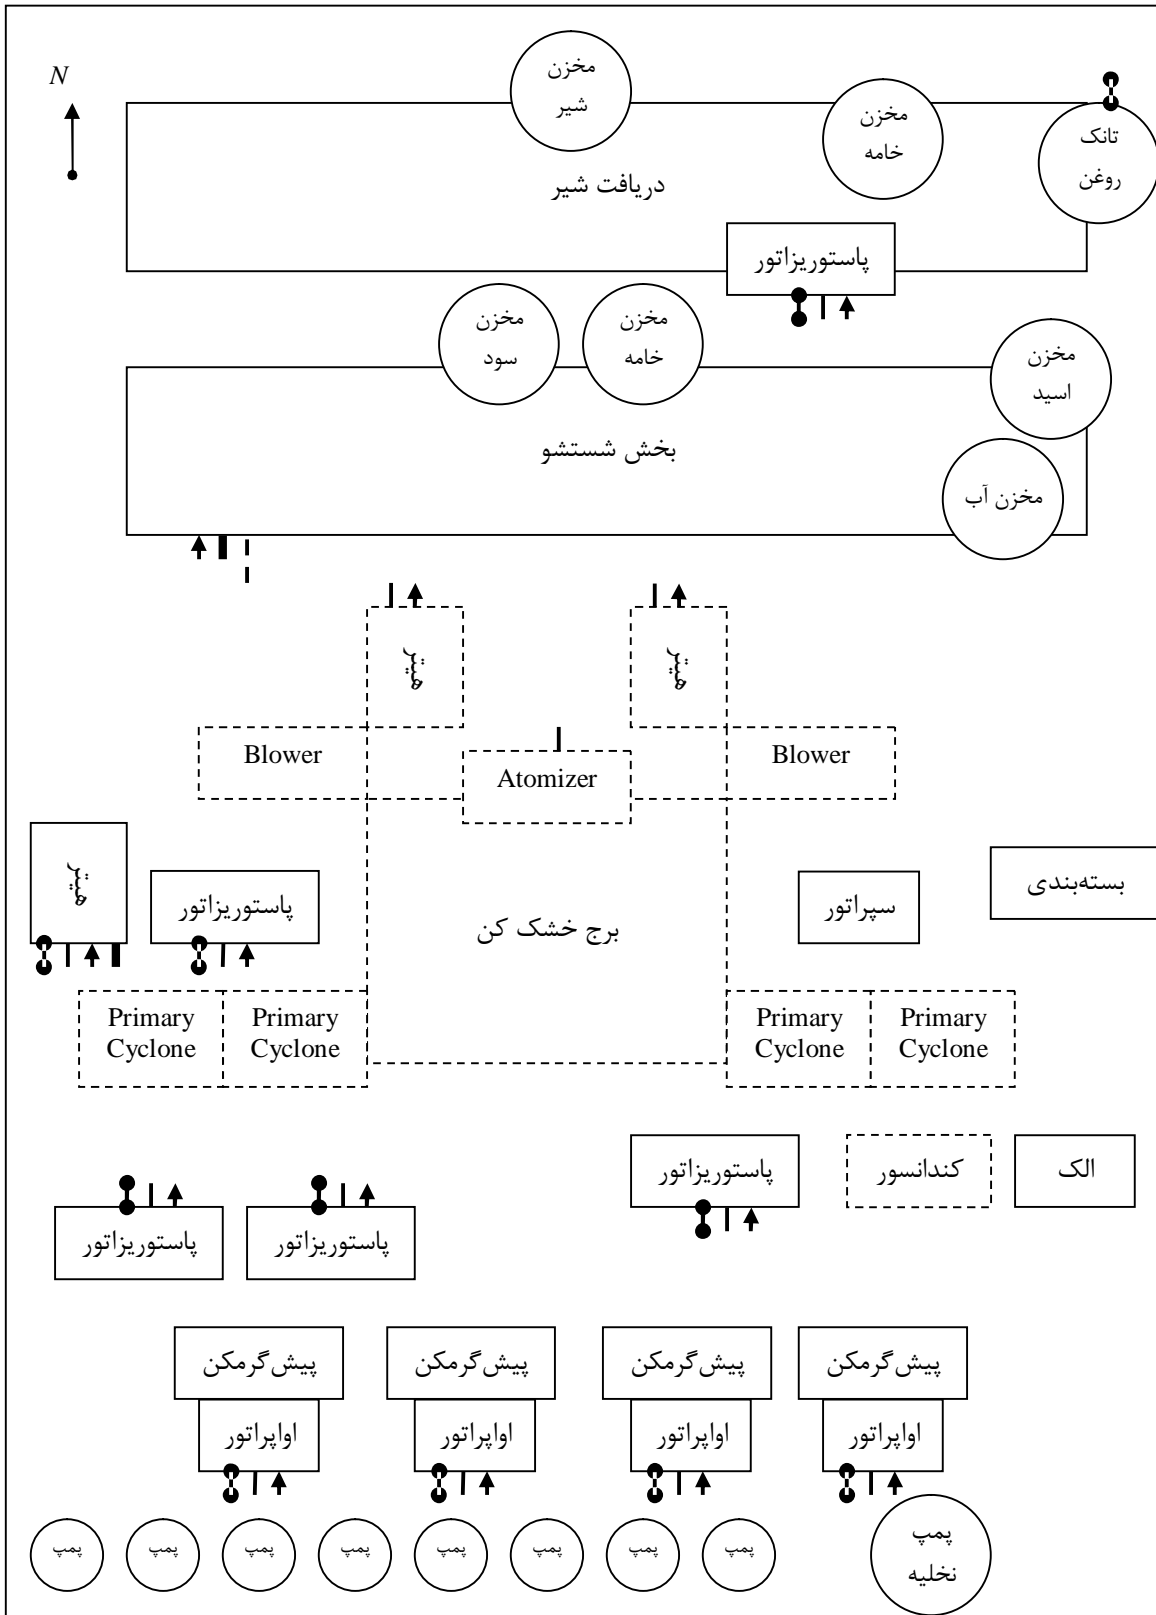 N
مخزن
شیر
مخزن
خامه
تانک
روغن
دریافت شیر
پاستوریزاتور
مخزن
سود
مخزن
خامه
مخزن
اسید
بخش شستشو
مخزن آب
هیتر
هیتر
Blower
Atomizer
Blower
هیتر
پاستوریزاتور
برج خشک کن
سپراتور
بسته‌بندی
Primary
Cyclone
Primary
Cyclone
Primary
Cyclone
Primary
Cyclone
پاستوریزاتور
کندانسور
الک
پاستوریزاتور
پاستوریزاتور
پیش‌گرمکن
پیش‌گرمکن
پیش‌گرمکن
پیش‌گرمکن
اواپراتور
اواپراتور
اواپراتور
اواپراتور
پمپ
پمپ
پمپ
پمپ
پمپ
پمپ
پمپ
پمپ
پمپ
نخلیه